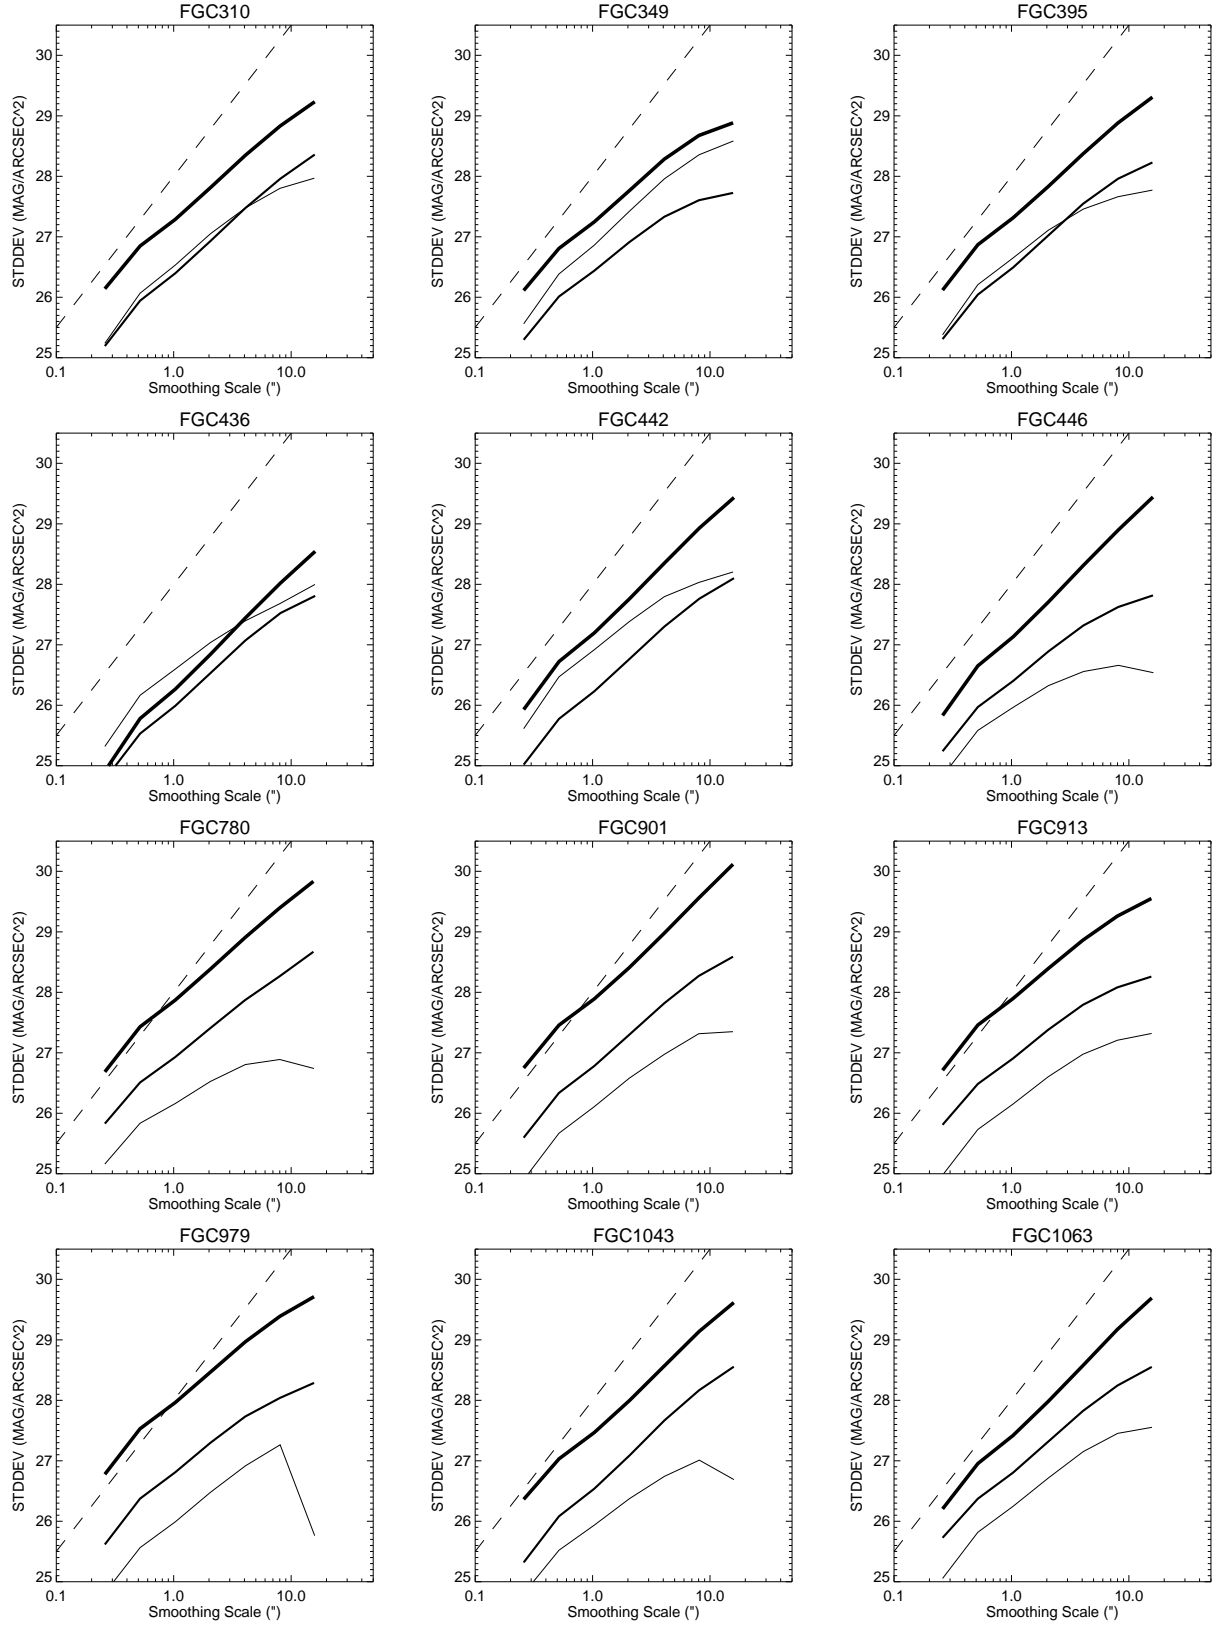 FGC310 FGC349 FGC395
30 30 30
29 29 29
28 28 28
27 27 27
26 26 26
25 25 25
STDDEV (MAG/ARCSEC^2) STDDEV (MAG/ARCSEC^2) STDDEV (MAG/ARCSEC^2)
0.1 1.0 10.0 0.1 1.0 10.0 0.1 1.0 10.0
Smoothing Scale (") Smoothing Scale (") Smoothing Scale (")
FGC436 FGC442 FGC446
30 30 30
29 29 29
28 28 28
27 27 27
26 26 26
25 25 25
STDDEV (MAG/ARCSEC^2) STDDEV (MAG/ARCSEC^2) STDDEV (MAG/ARCSEC^2)
0.1 1.0 10.0 0.1 1.0 10.0 0.1 1.0 10.0
Smoothing Scale (") Smoothing Scale (") Smoothing Scale (")
FGC780 FGC901 FGC913
30 30 30
29 29 29
28 28 28
27 27 27
26 26 26
25 25 25
STDDEV (MAG/ARCSEC^2) STDDEV (MAG/ARCSEC^2) STDDEV (MAG/ARCSEC^2)
0.1 1.0 10.0 0.1 1.0 10.0 0.1 1.0 10.0
Smoothing Scale (") Smoothing Scale (") Smoothing Scale (")
FGC979 FGC1043 FGC1063
30 30 30
29 29 29
28 28 28
27 27 27
26 26 26
25 25 25
STDDEV (MAG/ARCSEC^2) STDDEV (MAG/ARCSEC^2) STDDEV (MAG/ARCSEC^2)
0.1 1.0 10.0 0.1 1.0 10.0 0.1 1.0 10.0
Smoothing Scale (") Smoothing Scale (") Smoothing Scale (")